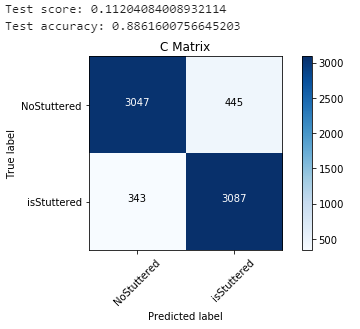 Test score: 0.11204084008932114
Test accuracy: 0.8861600756645203
C Matrix
NoStuttered
3047
445
isStuttered
343
3087
NoStuttered
isStuttered
True label
Predicted label
3000
2500
2000
1500
1000
500